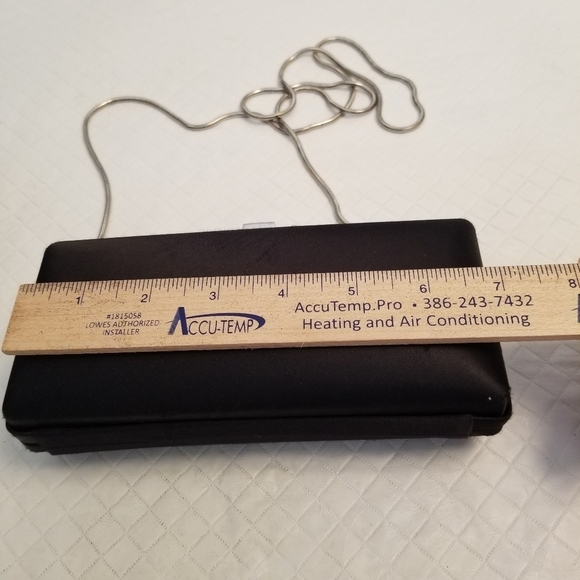 1 2 3 4 5 6 7 8
#1815058
LOWES AUTHORIZED
INSTALLER
ACCU-TEMP
AccuTemp.Pro • 386-243-7432
Heating and Air Conditioning